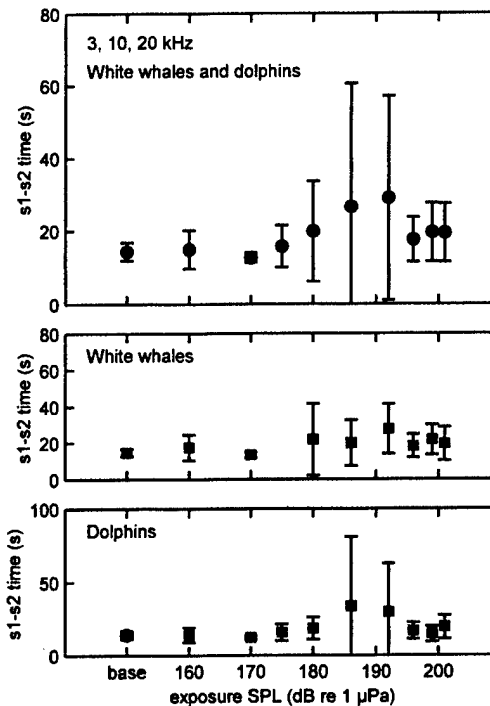 80
3, 10, 20 kHz
White whales and dolphins
60
40
20
0
s1-s2 time (s)
80
White whales
60
40
20
0
s1-s2 time (s)
100
Dolphins
50
0
s1-s2 time (s)
base 160 170 180 190 200
exposure SPL (dB re 1 µPa)